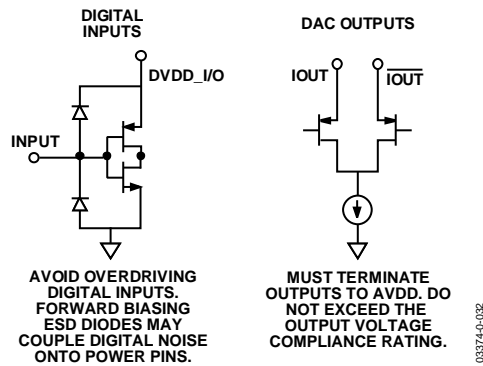 DIGITAL
INPUTS
DVDD_I/O
INPUT
AVOID OVERDRIVING
DIGITAL INPUTS.
FORWARD BIASING
ESD DIODES MAY
COUPLE DIGITAL NOISE
ONTO POWER PINS.
DAC OUTPUTS
IOUT
IOUT
MUST TERMINATE
OUTPUTS TO AVDD. DO
NOT EXCEED THE
OUTPUT VOLTAGE
COMPLIANCE RATING.
03374-0-032